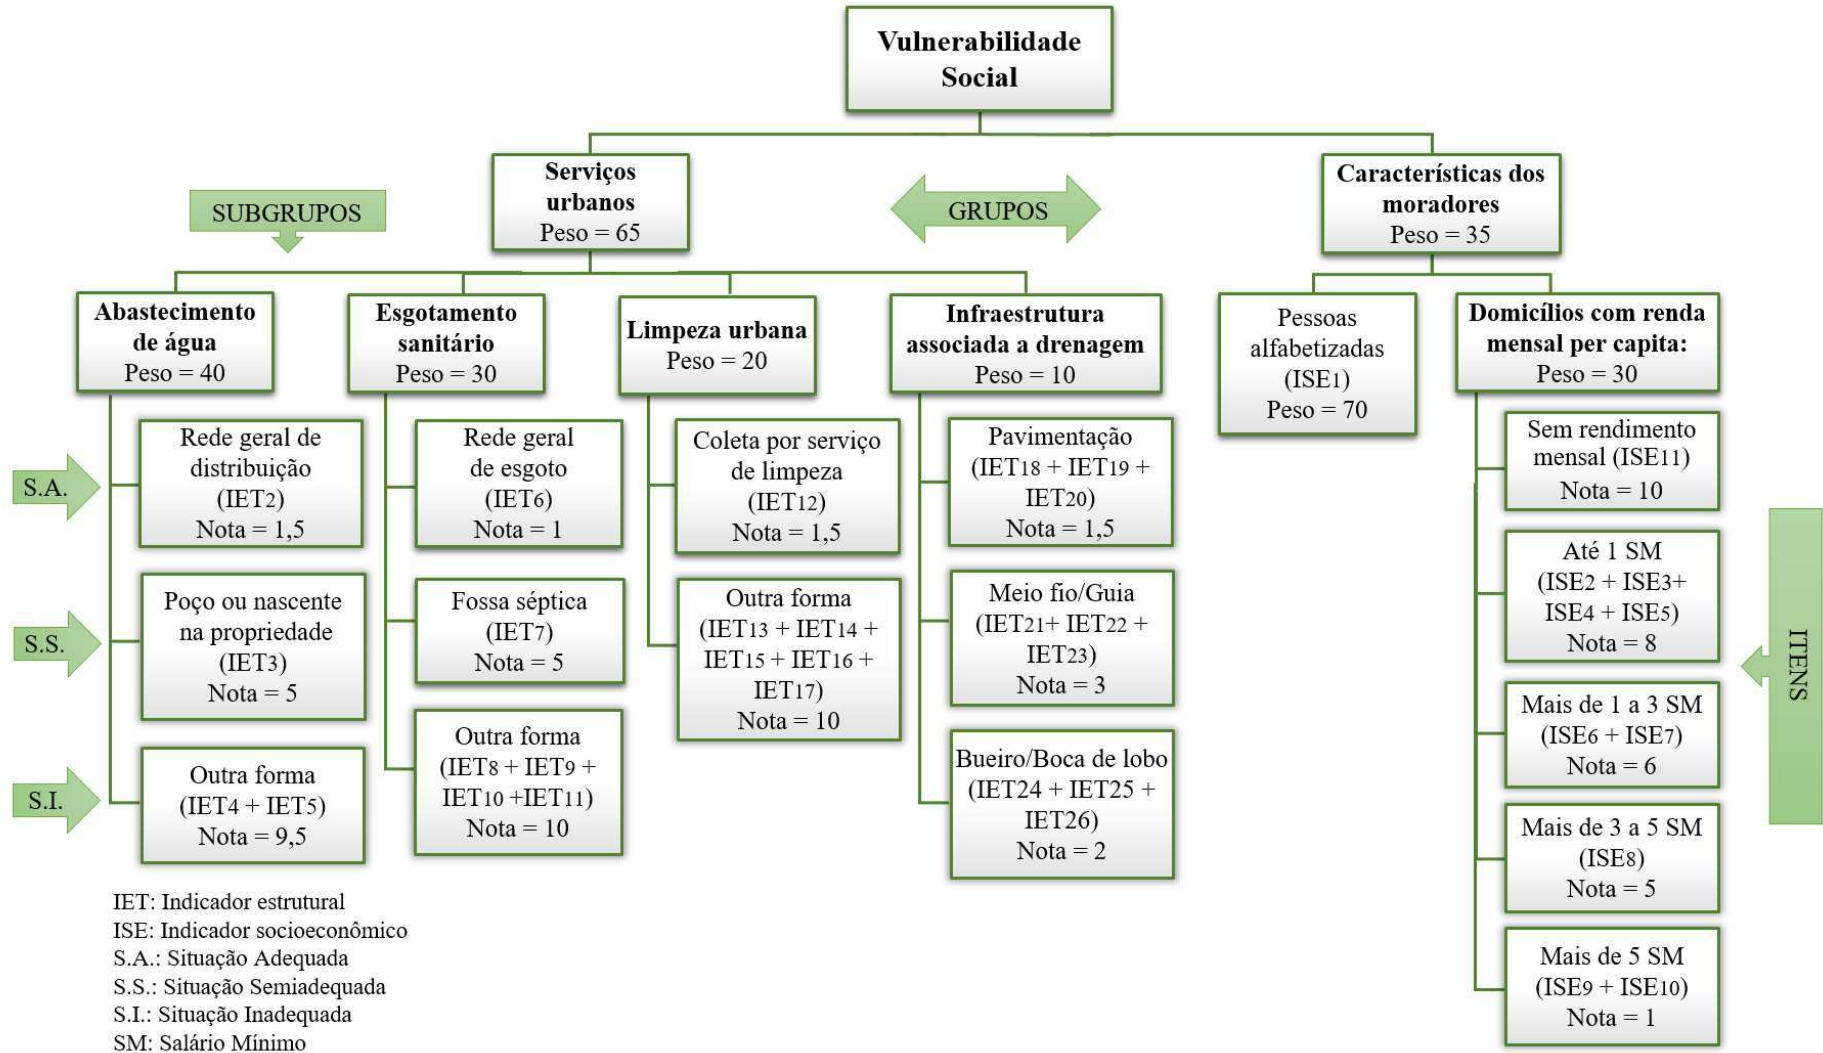 Vulnerabilidade
Social
Serviços
urbanos
Peso = 65
Características dos
moradores
Peso = 35
SUBGRUPOS
GRUPOS
Abastecimento
de água
Peso = 40
Esgotamento
sanitário
Peso = 30
Limpeza urbana
Peso = 20
Infraestrutura
associada a drenagem
Peso = 10
Pessoas
alfabetizadas
(ISE1)
Peso = 70
Domicílios com renda
mensal per capita:
Peso = 30
S.A.
Rede geral de
distribuição
(IET2)
Nota = 1,5
Rede geral
de esgoto
(IET6)
Nota = 1
Coleta por serviço
de limpeza
(IET12)
Nota = 1,5
Pavimentação
(IET18 + IET19 +
IET20)
Nota = 1,5
Sem rendimento
mensal (ISE11)
Nota = 10
S.S.
Poço ou nascente
na propriedade
(IET3)
Nota = 5
Fossa séptica
(IET7)
Nota = 5
Outra forma
(IET13 + IET14 +
IET15 + IET16 +
IET17)
Nota = 10
Meio fio/Guia
(IET21+ IET22 +
IET23)
Nota = 3
Até 1 SM
(ISE2 + ISE3+
ISE4 + ISE5)
Nota = 8
ITENS
Mais de 1 a 3 SM
(ISE6 + ISE7)
Nota = 6
S.I.
Outra forma
(IET4 + IET5)
Nota = 9,5
Outra forma
(IET8 + IET9 +
IET10 +IET11)
Nota = 10
Bueiro/Boca de lobo
(IET24 + IET25 +
IET26)
Nota = 2
Mais de 3 a 5 SM
(ISE8)
Nota = 5
Mais de 5 SM
(ISE9 + ISE10)
Nota = 1
IET: Indicador estrutural
ISE: Indicador socioeconômico
S.A.: Situação Adequada
S.S.: Situação Semiadequada
S.I.: Situação Inadequada
SM: Salário Mínimo